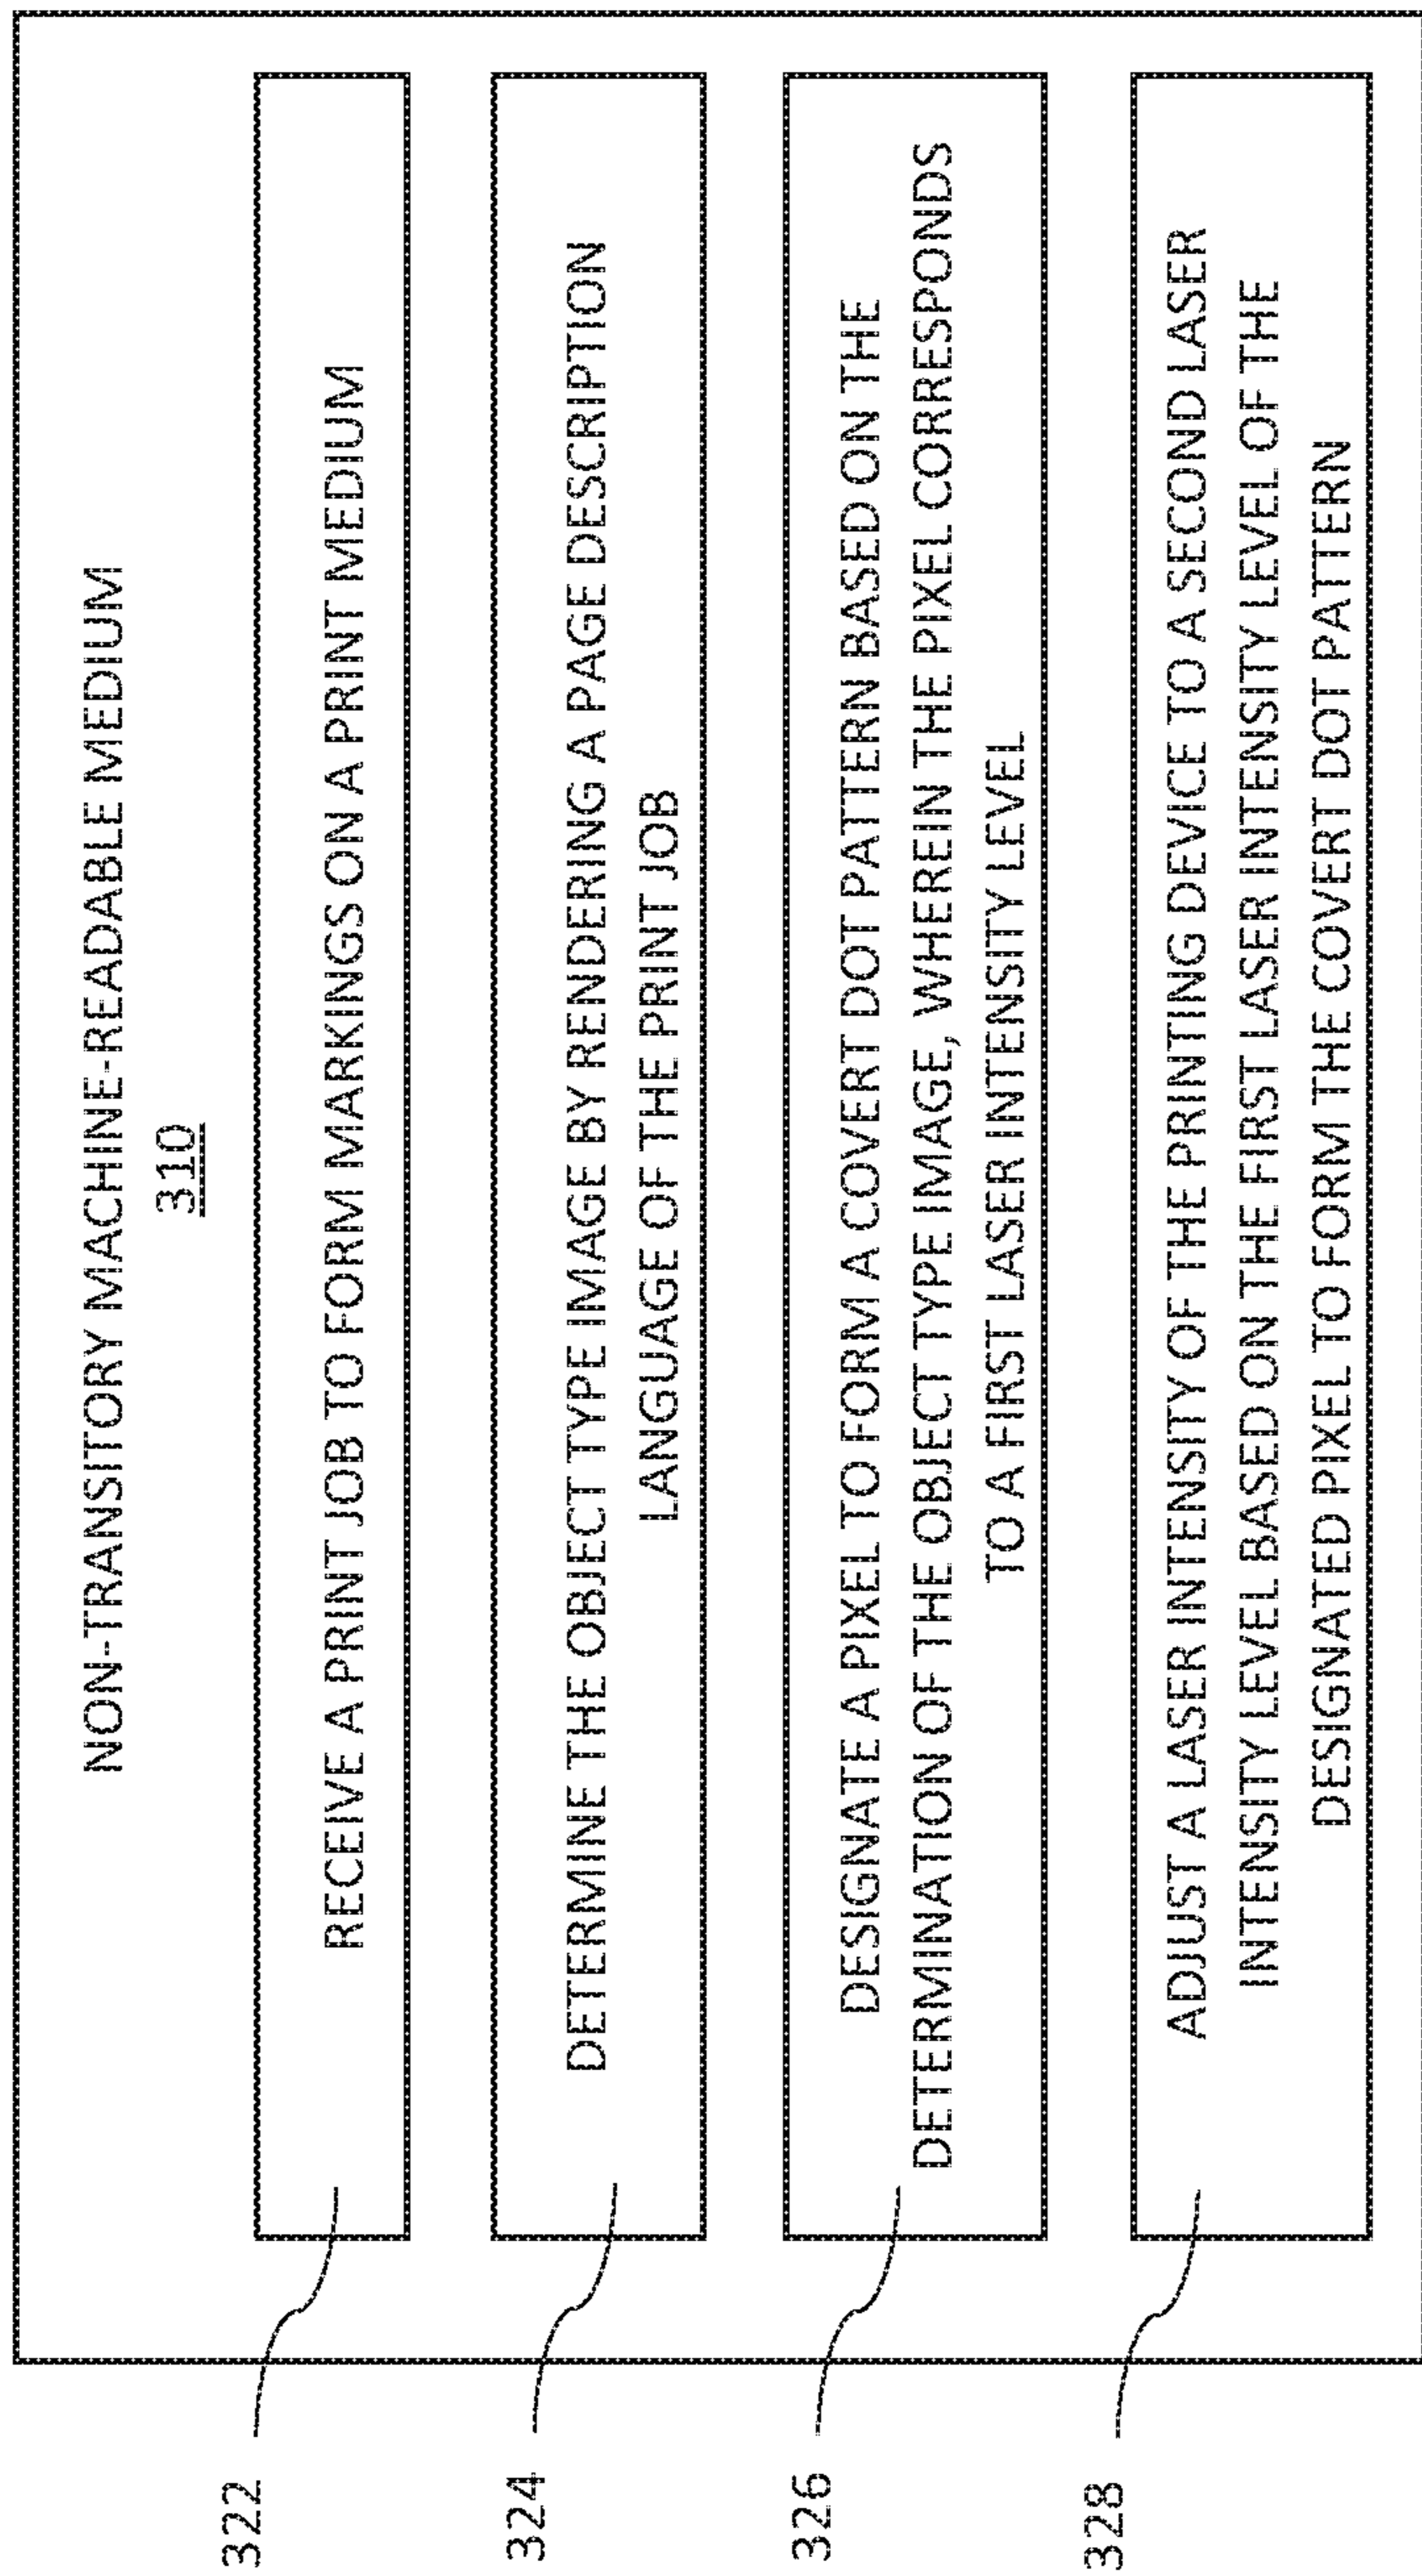 NON-TRANSITORY MACHINE-READABLE MEDIUM
310
322
RECEIVE A PRINT JOB TO FORM MARKINGS ON A PRINT MEDIUM
324
DETERMINE THE OBJECT TYPE IMAGE BY RENDERING A PAGE DESCRIPTION
LANGUAGE OF THE PRINT JOB
326
DESIGNATE A PIXEL TO FORM A COVERT DOT PATTERN BASED ON THE
DETERMINATION OF THE OBJECT TYPE IMAGE, WHEREIN THE PIXEL CORRESPONDS
TO A FIRST LASER INTENSITY LEVEL
328
ADJUST A LASER INTENSITY OF THE PRINTING DEVICE TO A SECOND LASER
INTENSITY LEVEL BASED ON THE FIRST LASER INTENSITY LEVEL OF THE
DESIGNATED PIXEL TO FORM THE COVERT DOT PATTERN